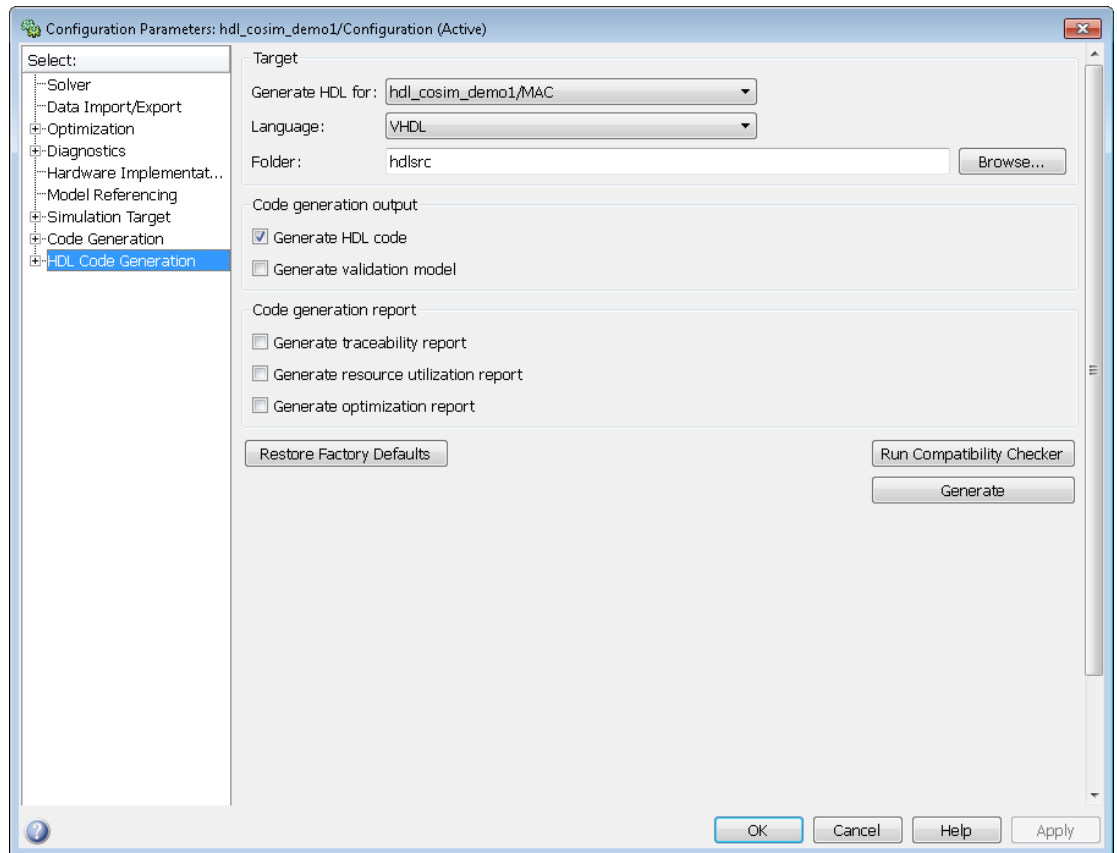 Configuration Parameters: hdl_cosim_demo1/Configuration (Active)
Select:
Solver
Data Import/Export
Optimization
Diagnostics
Hardware Implementat...
Model Referencing
Simulation Target
Code Generation
HDL Code Generation
Target
Generate HDL for: hdl_cosim_demo1/MAC
Language: VHDL
Folder: hdlsrc Browse...
Code generation output
Generate HDL code
Generate validation model
Code generation report
Generate traceability report
Generate resource utilization report
Generate optimization report
Restore Factory Defaults Run Compatibility Checker
Generate
OK Cancel Help Apply